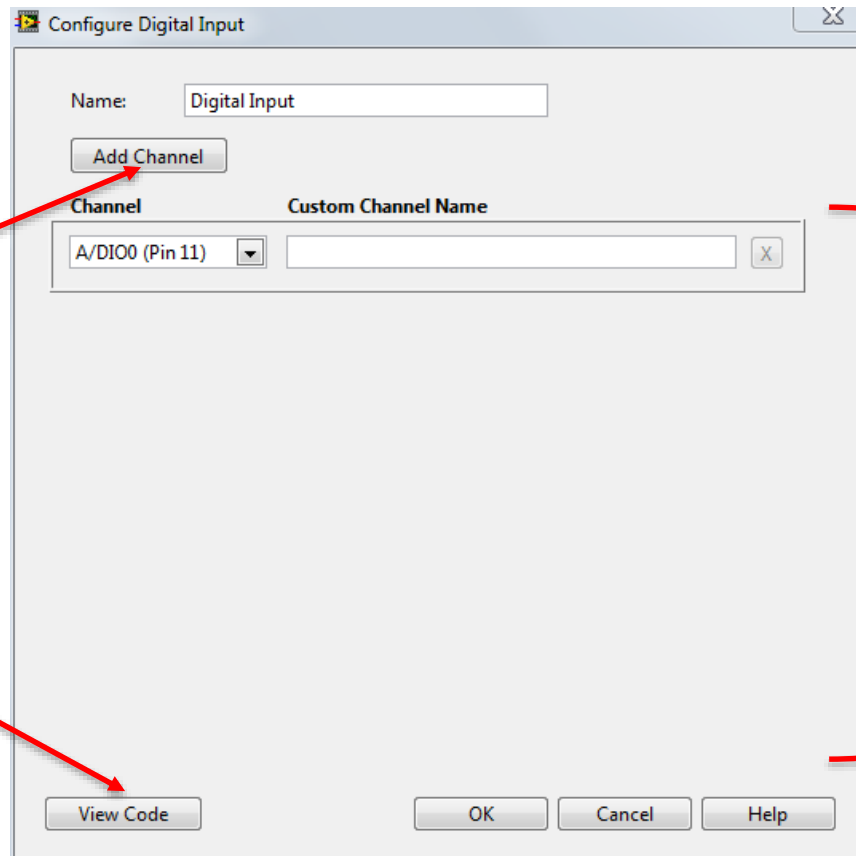 Configure Digital Input
Name: Digital Input
Add Channel
Channel Custom Channel Name
A/DIO0 (Pin 11) X
View Code OK Cancel Help